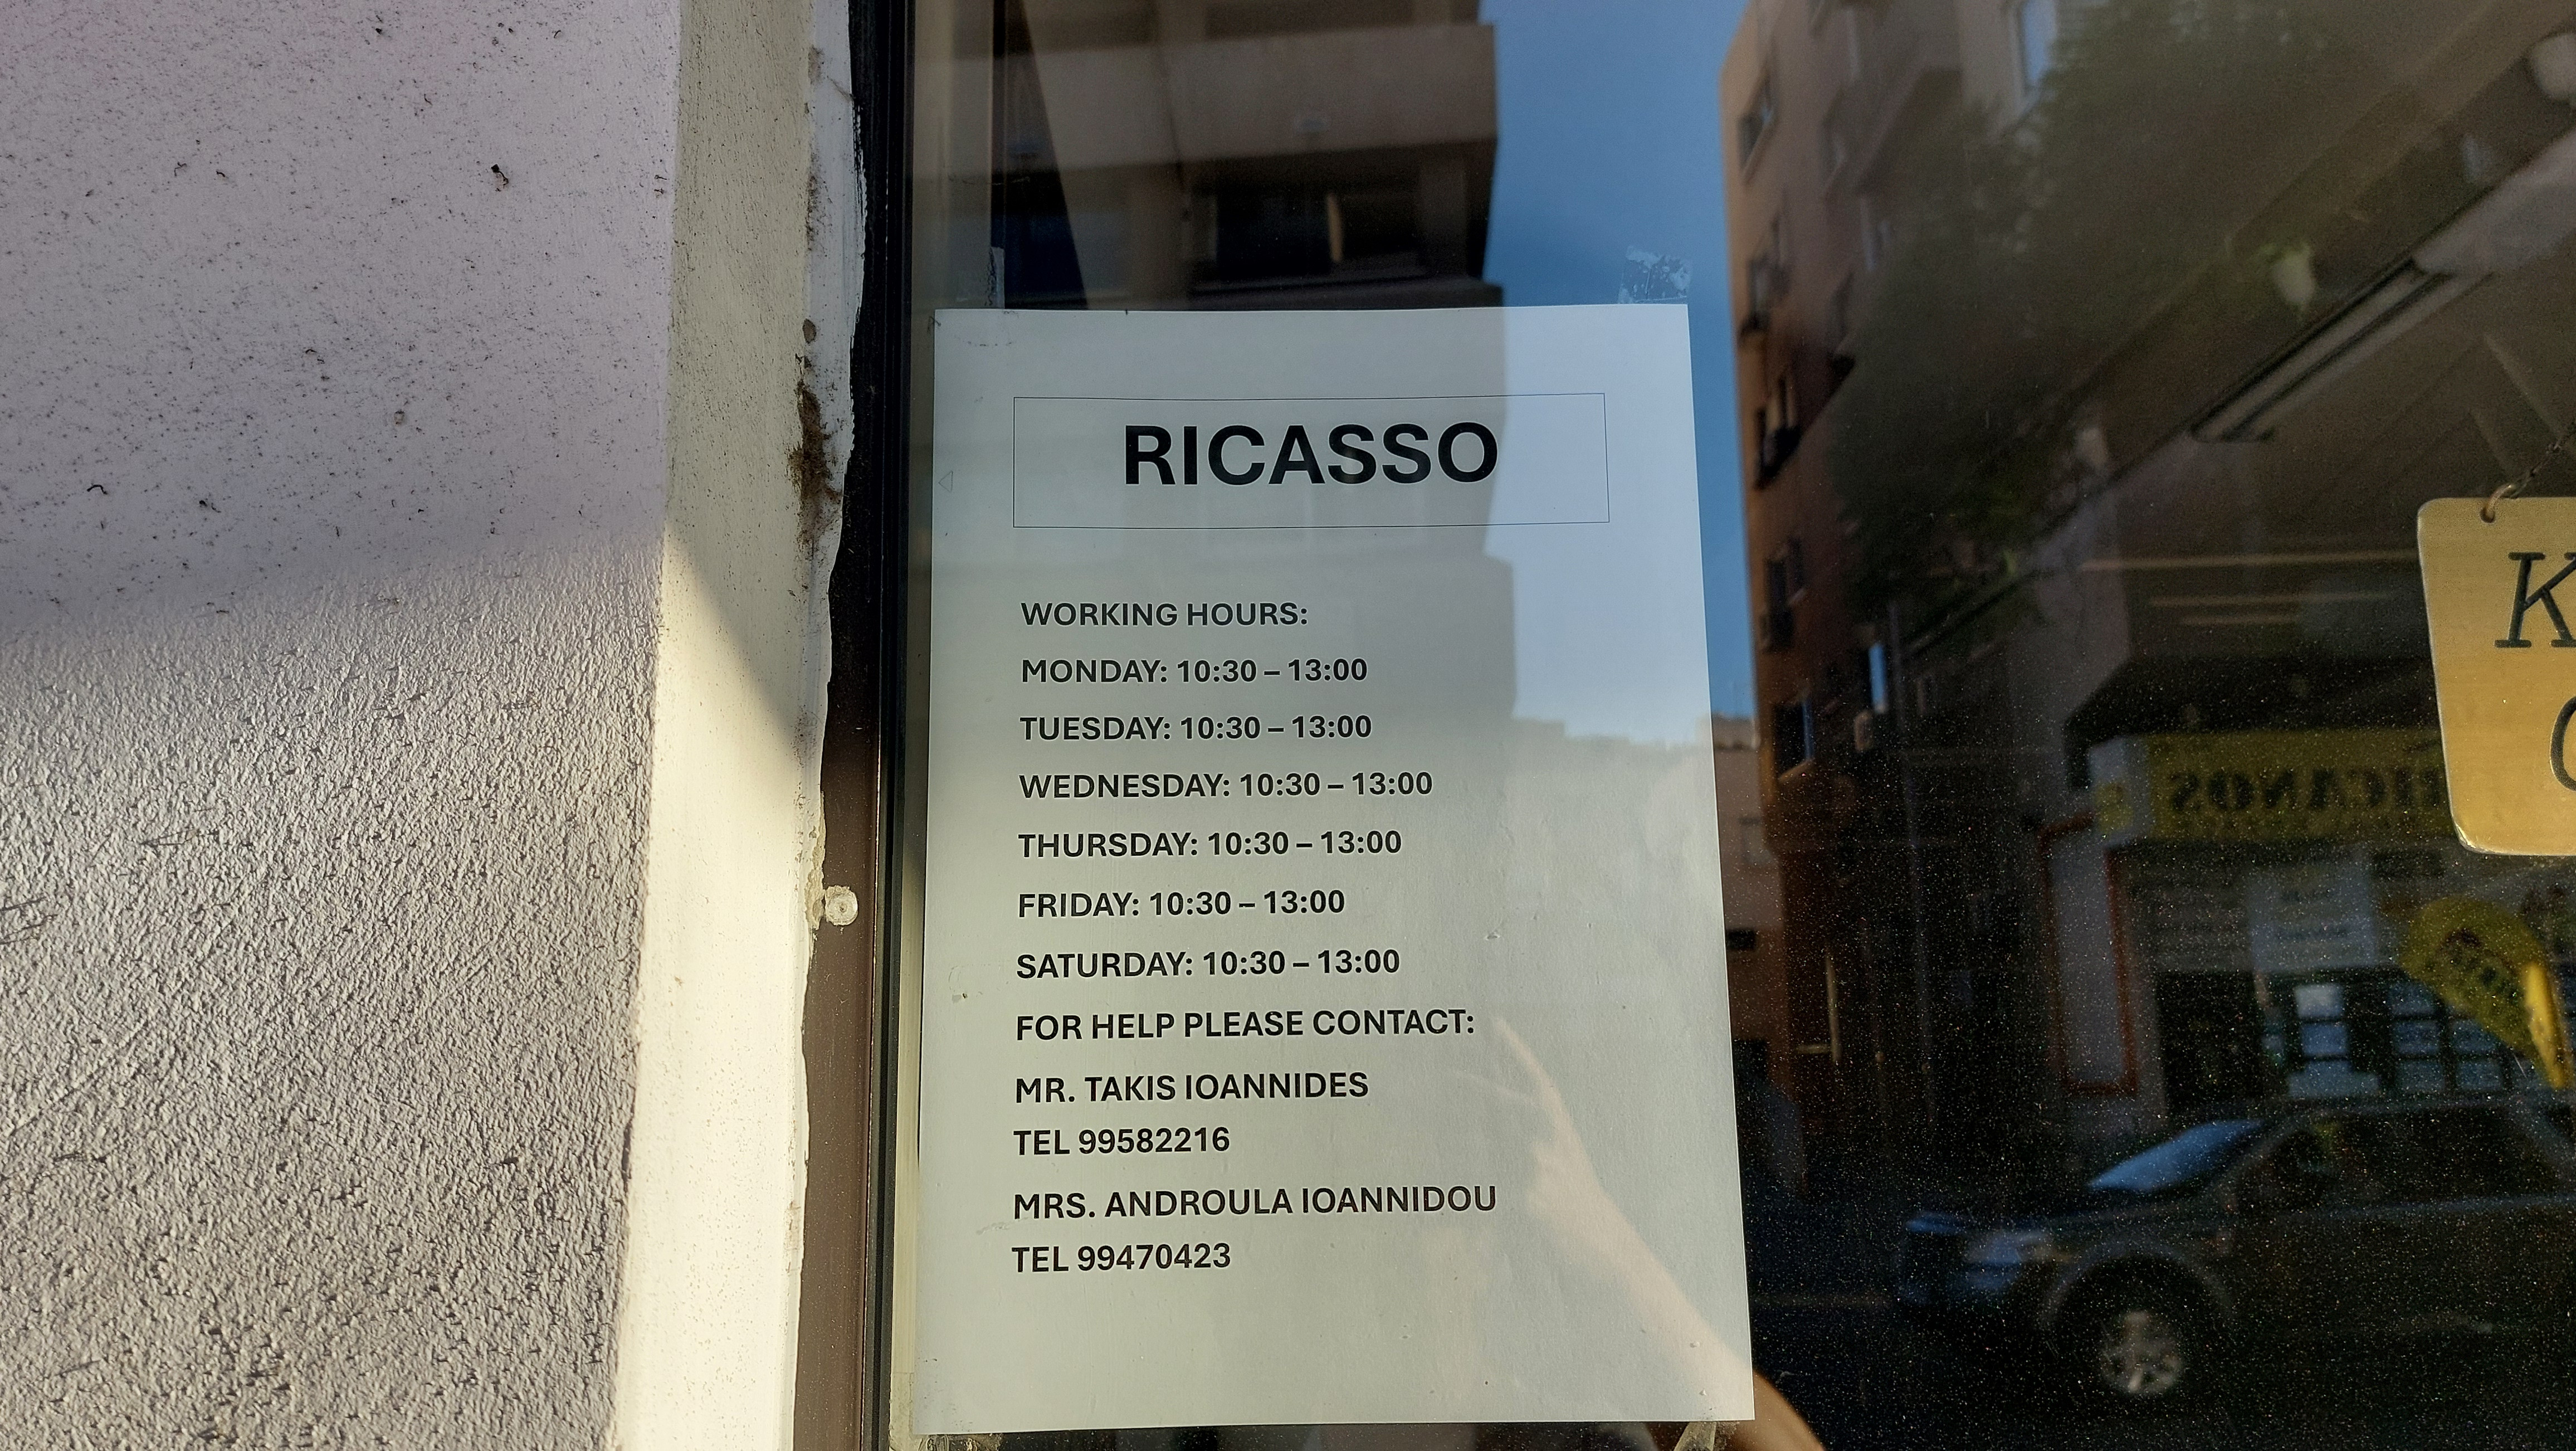 RICASSO
WORKING HOURS:
MONDAY: 10:30 – 13:00
TUESDAY: 10:30 – 13:00
WEDNESDAY: 10:30 – 13:00
THURSDAY: 10:30 – 13:00
FRIDAY: 10:30 – 13:00
SATURDAY: 10:30 – 13:00
FOR HELP PLEASE CONTACT:
MR. TAKIS IOANNIDES
TEL 99582216
MRS. ANDROULA IOANNIDOU
TEL 99470423